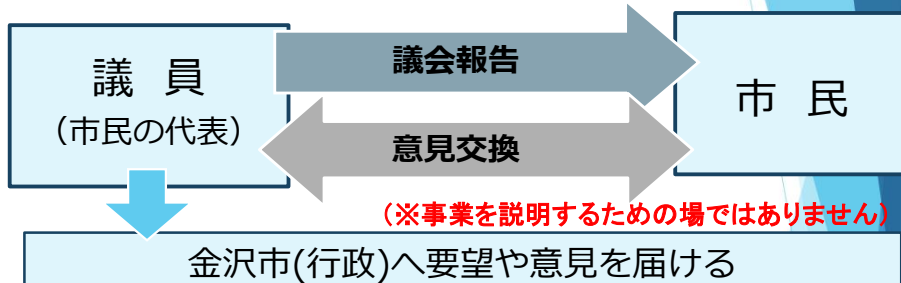 議会報告
議 員
（市民の代表）
市 民
意見交換
（※事業を説明するための場ではありません）
金沢市(行政)へ要望や意見を届ける